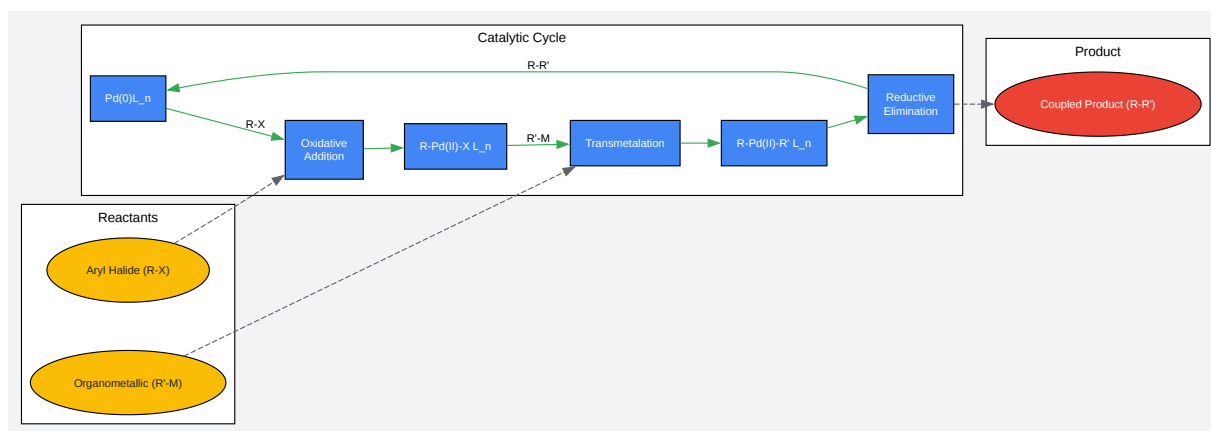 Catalytic Cycle
Product
R-R'
Pd(0)L_n
R-X
Oxidative
Addition
R-Pd(II)-X L_n
R'-M
Transmetalation
R-Pd(II)-R' L_n
Reductive
Elimination
Coupled Product (R-R')
Reactants
Aryl Halide (R-X)
Organometallic (R'-M)